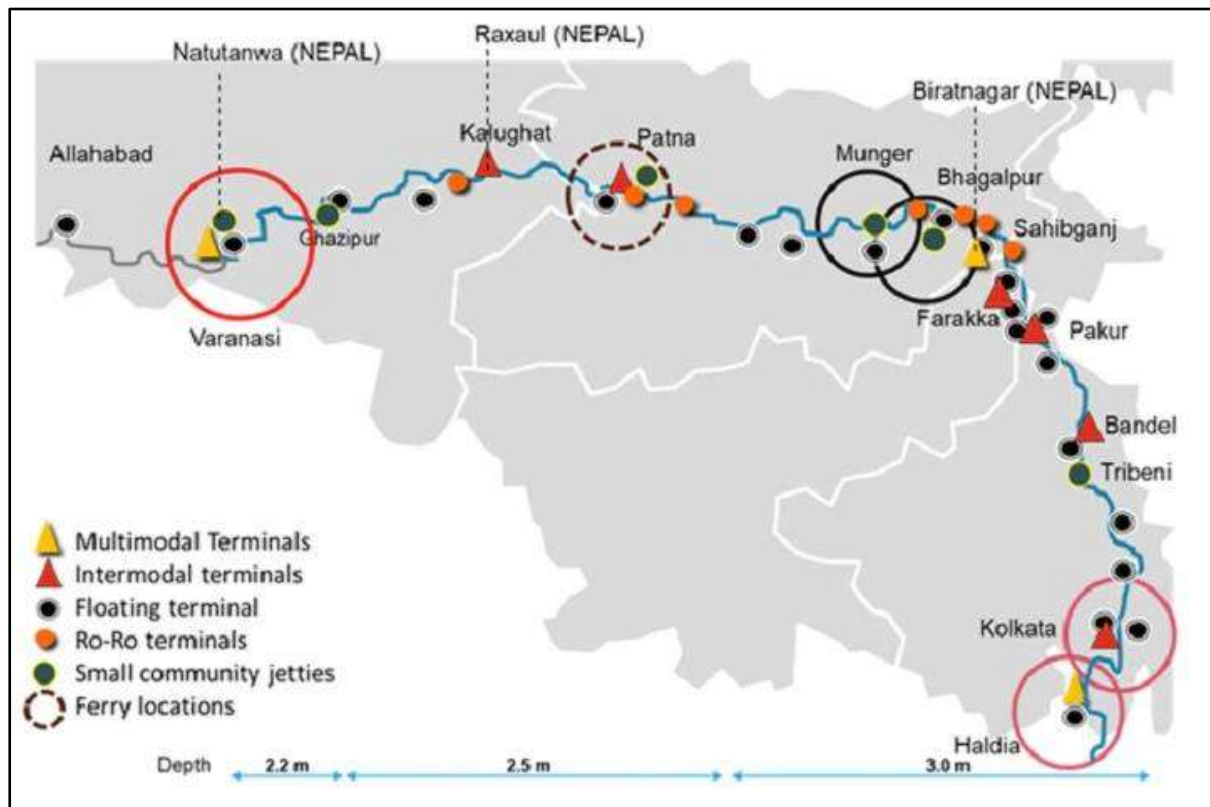 Natutanwa (NEPAL)
Raxaul (NEPAL)
Biratnagar (NEPAL)
Allahabad
Kalughat
Patna
Munger
Bhagalpur
Ghazipur
Sahibganj
Varanasi
Farakka
Pakur
Bandel
Tribeni
Kolkata
Haldia
Multimodal Terminals
Intermodal terminals
Floating terminal
Ro-Ro terminals
Small community jetties
Ferry locations
Depth
2.2 m
2.5 m
3.0 m